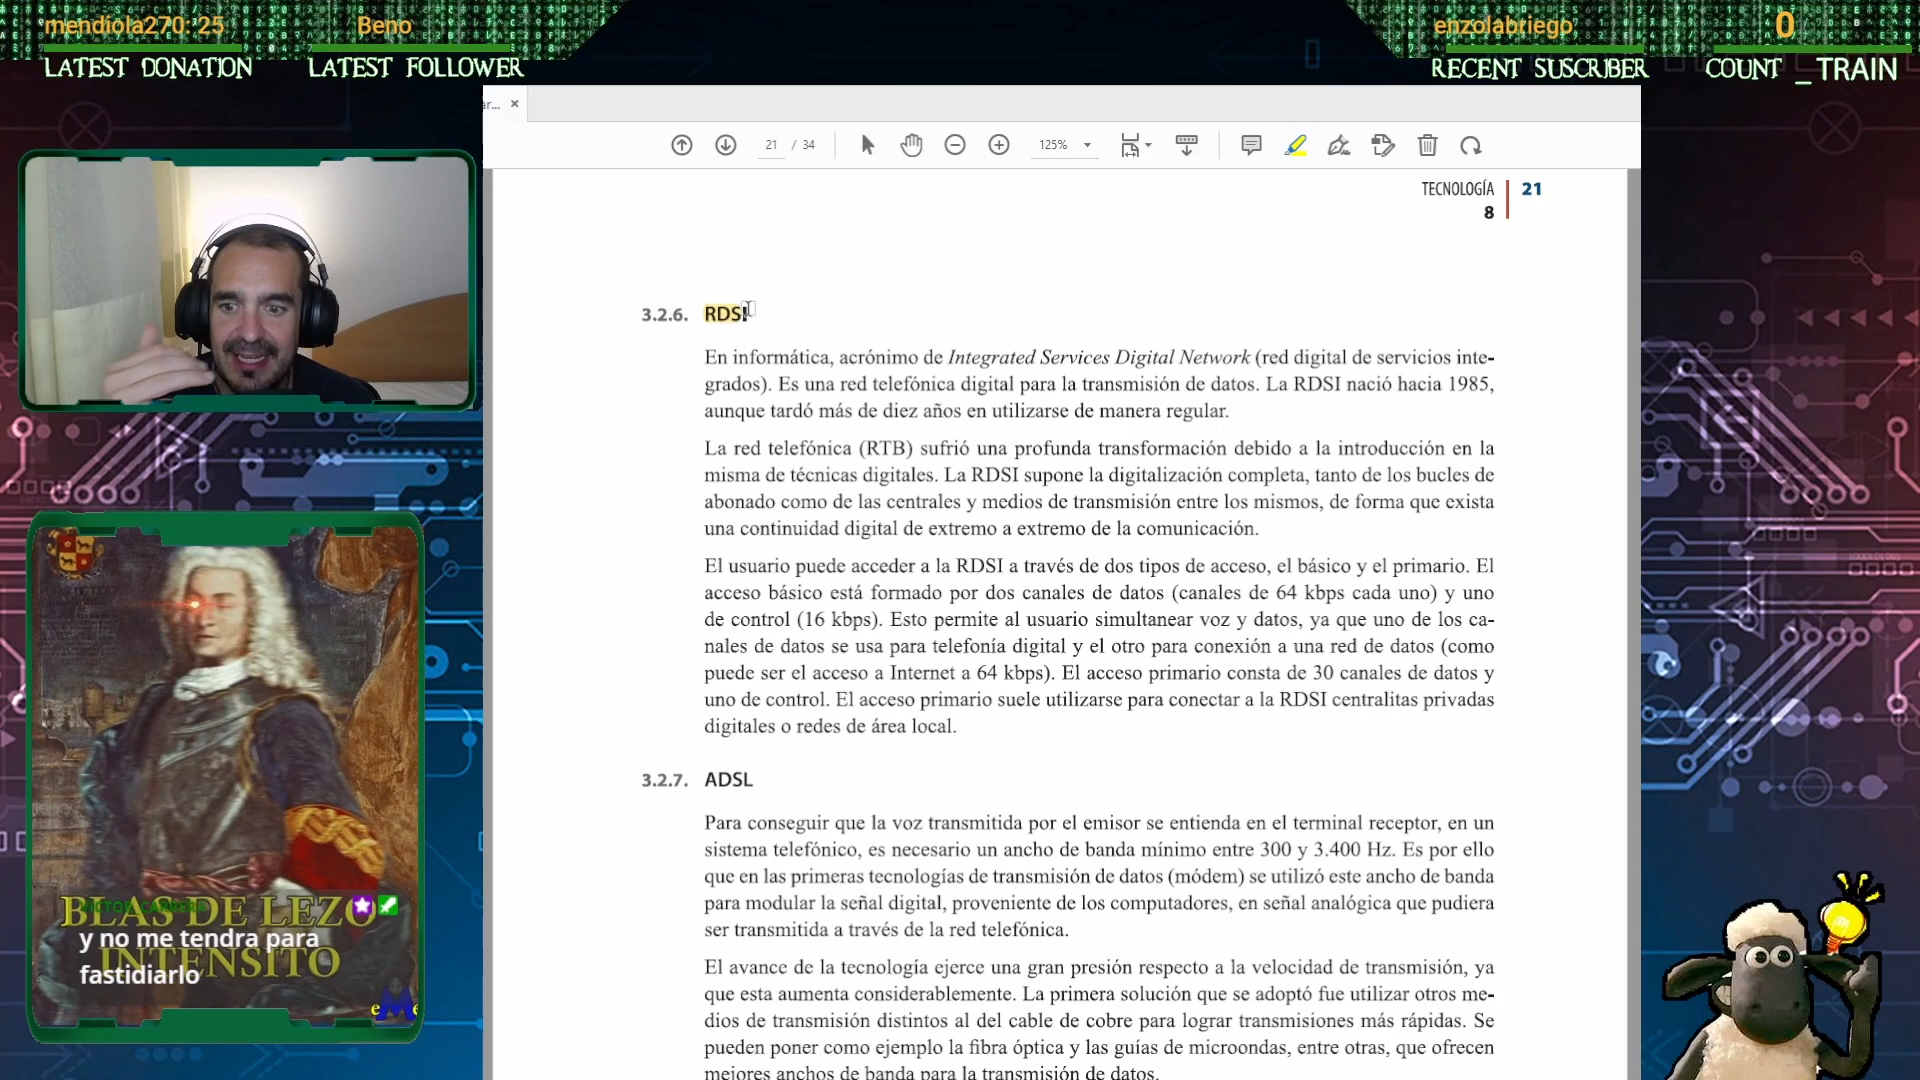 mendiola270: 25
LATEST DONATION
Beno
LATEST FOLLOWER
enzolabriego
RECENT SUSCRIBER
0
COUNT _TRAIN
ar...
21 / 34
125%
TECNOLOGÍA 21
8
3.2.6. RDSI
En informática, acrónimo de Integrated Services Digital Network (red digital de servicios inte-
grados). Es una red telefónica digital para la transmisión de datos. La RDSI nació hacia 1985,
aunque tardó más de diez años en utilizarse de manera regular.
La red telefónica (RTB) sufrió una profunda transformación debido a la introducción en la
misma de técnicas digitales. La RDSI supone la digitalización completa, tanto de los bucles de
abonado como de las centrales y medios de transmisión entre los mismos, de forma que exista
una continuidad digital de extremo a extremo de la comunicación.
El usuario puede acceder a la RDSI a través de dos tipos de acceso, el básico y el primario. El
acceso básico está formado por dos canales de datos (canales de 64 kbps cada uno) y uno
de control (16 kbps). Esto permite al usuario simultanear voz y datos, ya que uno de los ca-
nales de datos se usa para telefonía digital y el otro para conexión a una red de datos (como
puede ser el acceso a Internet a 64 kbps). El acceso primario consta de 30 canales de datos y
uno de control. El acceso primario suele utilizarse para conectar a la RDSI centralitas privadas
digitales o redes de área local.
3.2.7. ADSL
Para conseguir que la voz transmitida por el emisor se entienda en el terminal receptor, en un
sistema telefónico, es necesario un ancho de banda mínimo entre 300 y 3.400 Hz. Es por ello
que en las primeras tecnologías de transmisión de datos (módem) se utilizó este ancho de banda
para modular la señal digital, proveniente de los computadores, en señal analógica que pudiera
ser transmitida a través de la red telefónica.
El avance de la tecnología ejerce una gran presión respecto a la velocidad de transmisión, ya
que esta aumenta considerablemente. La primera solución que se adoptó fue utilizar otros me-
dios de transmisión distintos al del cable de cobre para lograr transmisiones más rápidas. Se
pueden poner como ejemplo la fibra óptica y las guías de microondas, entre otras, que ofrecen
mejores anchos de banda para la transmisión de datos.
BLAS DE LEZO
INTENSITO
VICTOR CARRERA
y no me tendra para
fastidiarlo